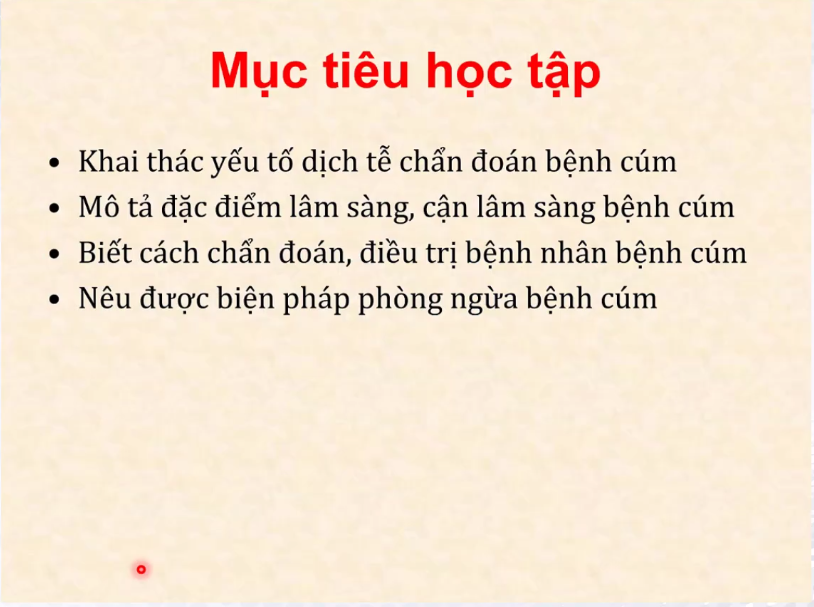 Mục tiêu học tập
• Khai thác yếu tố dịch tễ chẩn đoán bệnh cúm
• Mô tả đặc điểm lâm sàng, cận lâm sàng bệnh cúm
• Biết cách chẩn đoán, điều trị bệnh nhân bệnh cúm
• Nêu được biện pháp phòng ngừa bệnh cúm